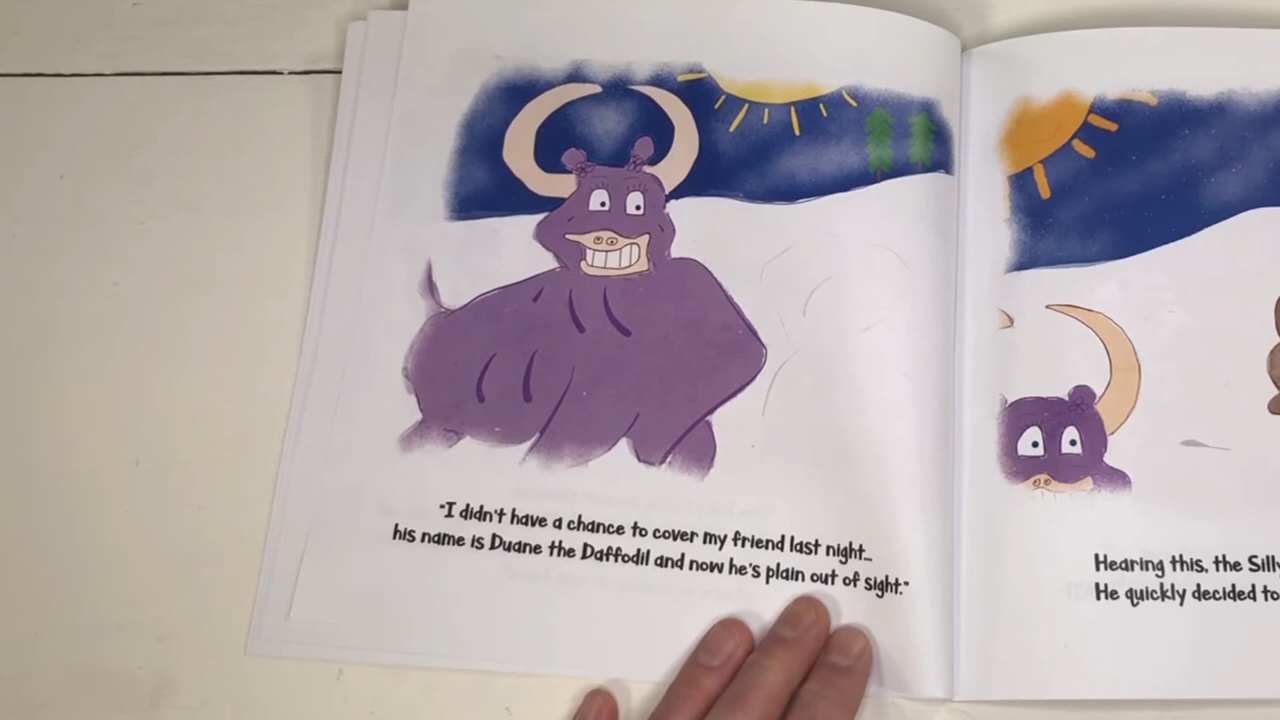 "I didn't have a chance to cover my friend last night...
his name is Duane the Daffodil and now he's plain out of sight."
Hearing this, the Silly
He quickly decided to